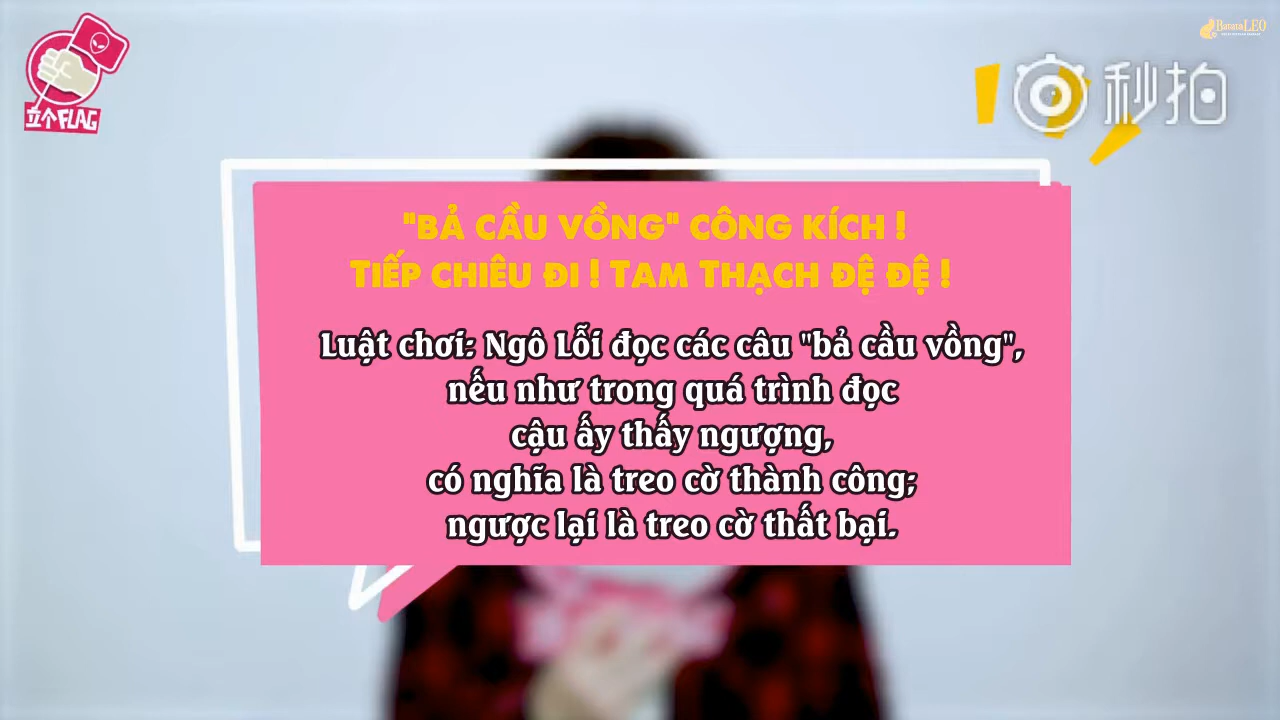 立个FLAG
BananaLEO
秒拍
"BẢ CẦU VỒNG" CÔNG KÍCH !
TIẾP CHIÊU ĐI ! TAM THẠCH ĐỆ ĐỆ !
Luật chơi: Ngô Lỗi đọc các câu "bả cầu vồng",
nếu như trong quá trình đọc
cậu ấy thấy ngượng,
có nghĩa là treo cờ thành công;
ngược lại là treo cờ thất bại.